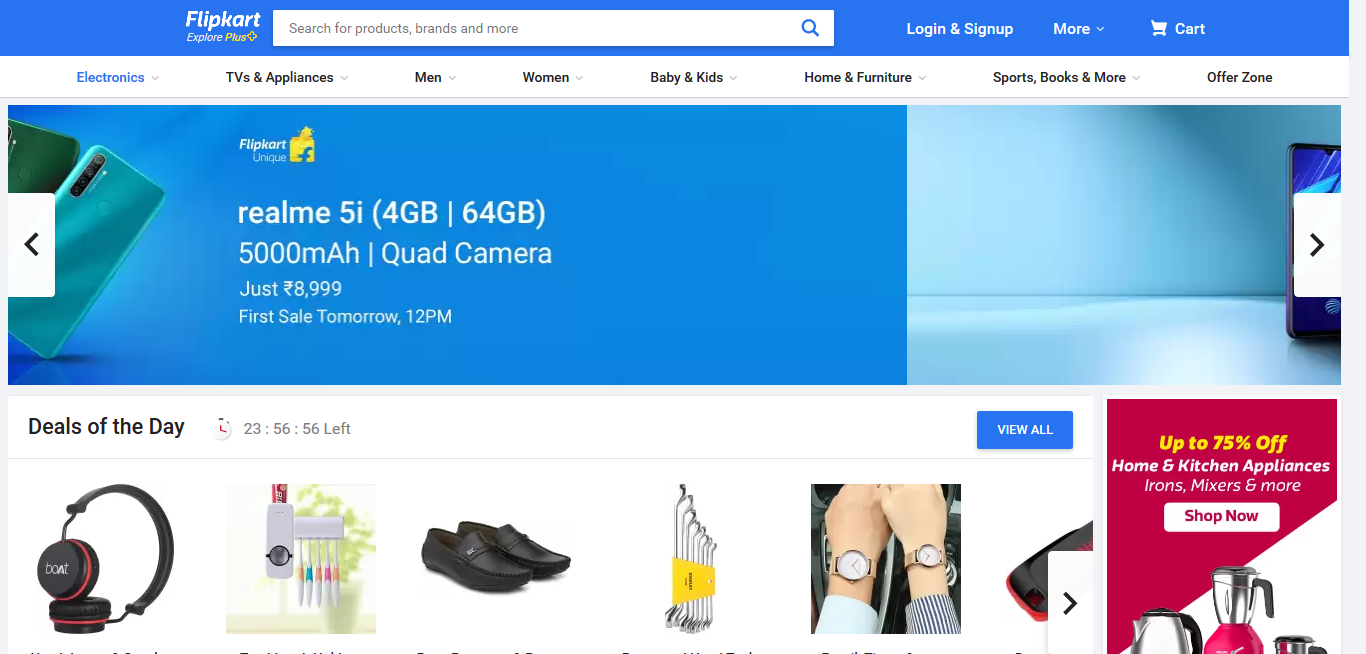 Flipkart
Explore Plus
Search for products, brands and more
Login & Signup
More
Cart
Electronics
TVs & Appliances
Men
Women
Baby & Kids
Home & Furniture
Sports, Books & More
Offer Zone
Flipkart
Unique
realme 5i (4GB | 64GB)
5000mAh | Quad Camera
Just ₹8,999
First Sale Tomorrow, 12PM
Deals of the Day
23 : 56 : 56 Left
VIEW ALL
Up to 75% Off
Home & Kitchen Appliances
Irons, Mixers & more
Shop Now
boAt